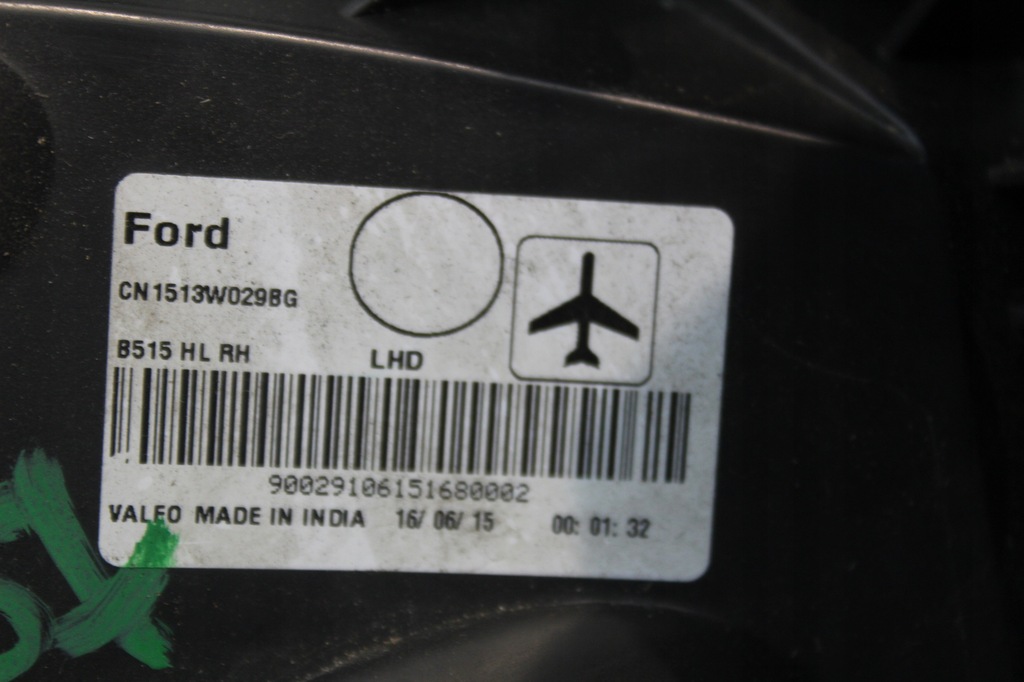 Ford
CN1513W029BG
B515 HL RH LHD
90029106151680002
VALEO MADE IN INDIA 16/ 06/ 15 00: 01: 32